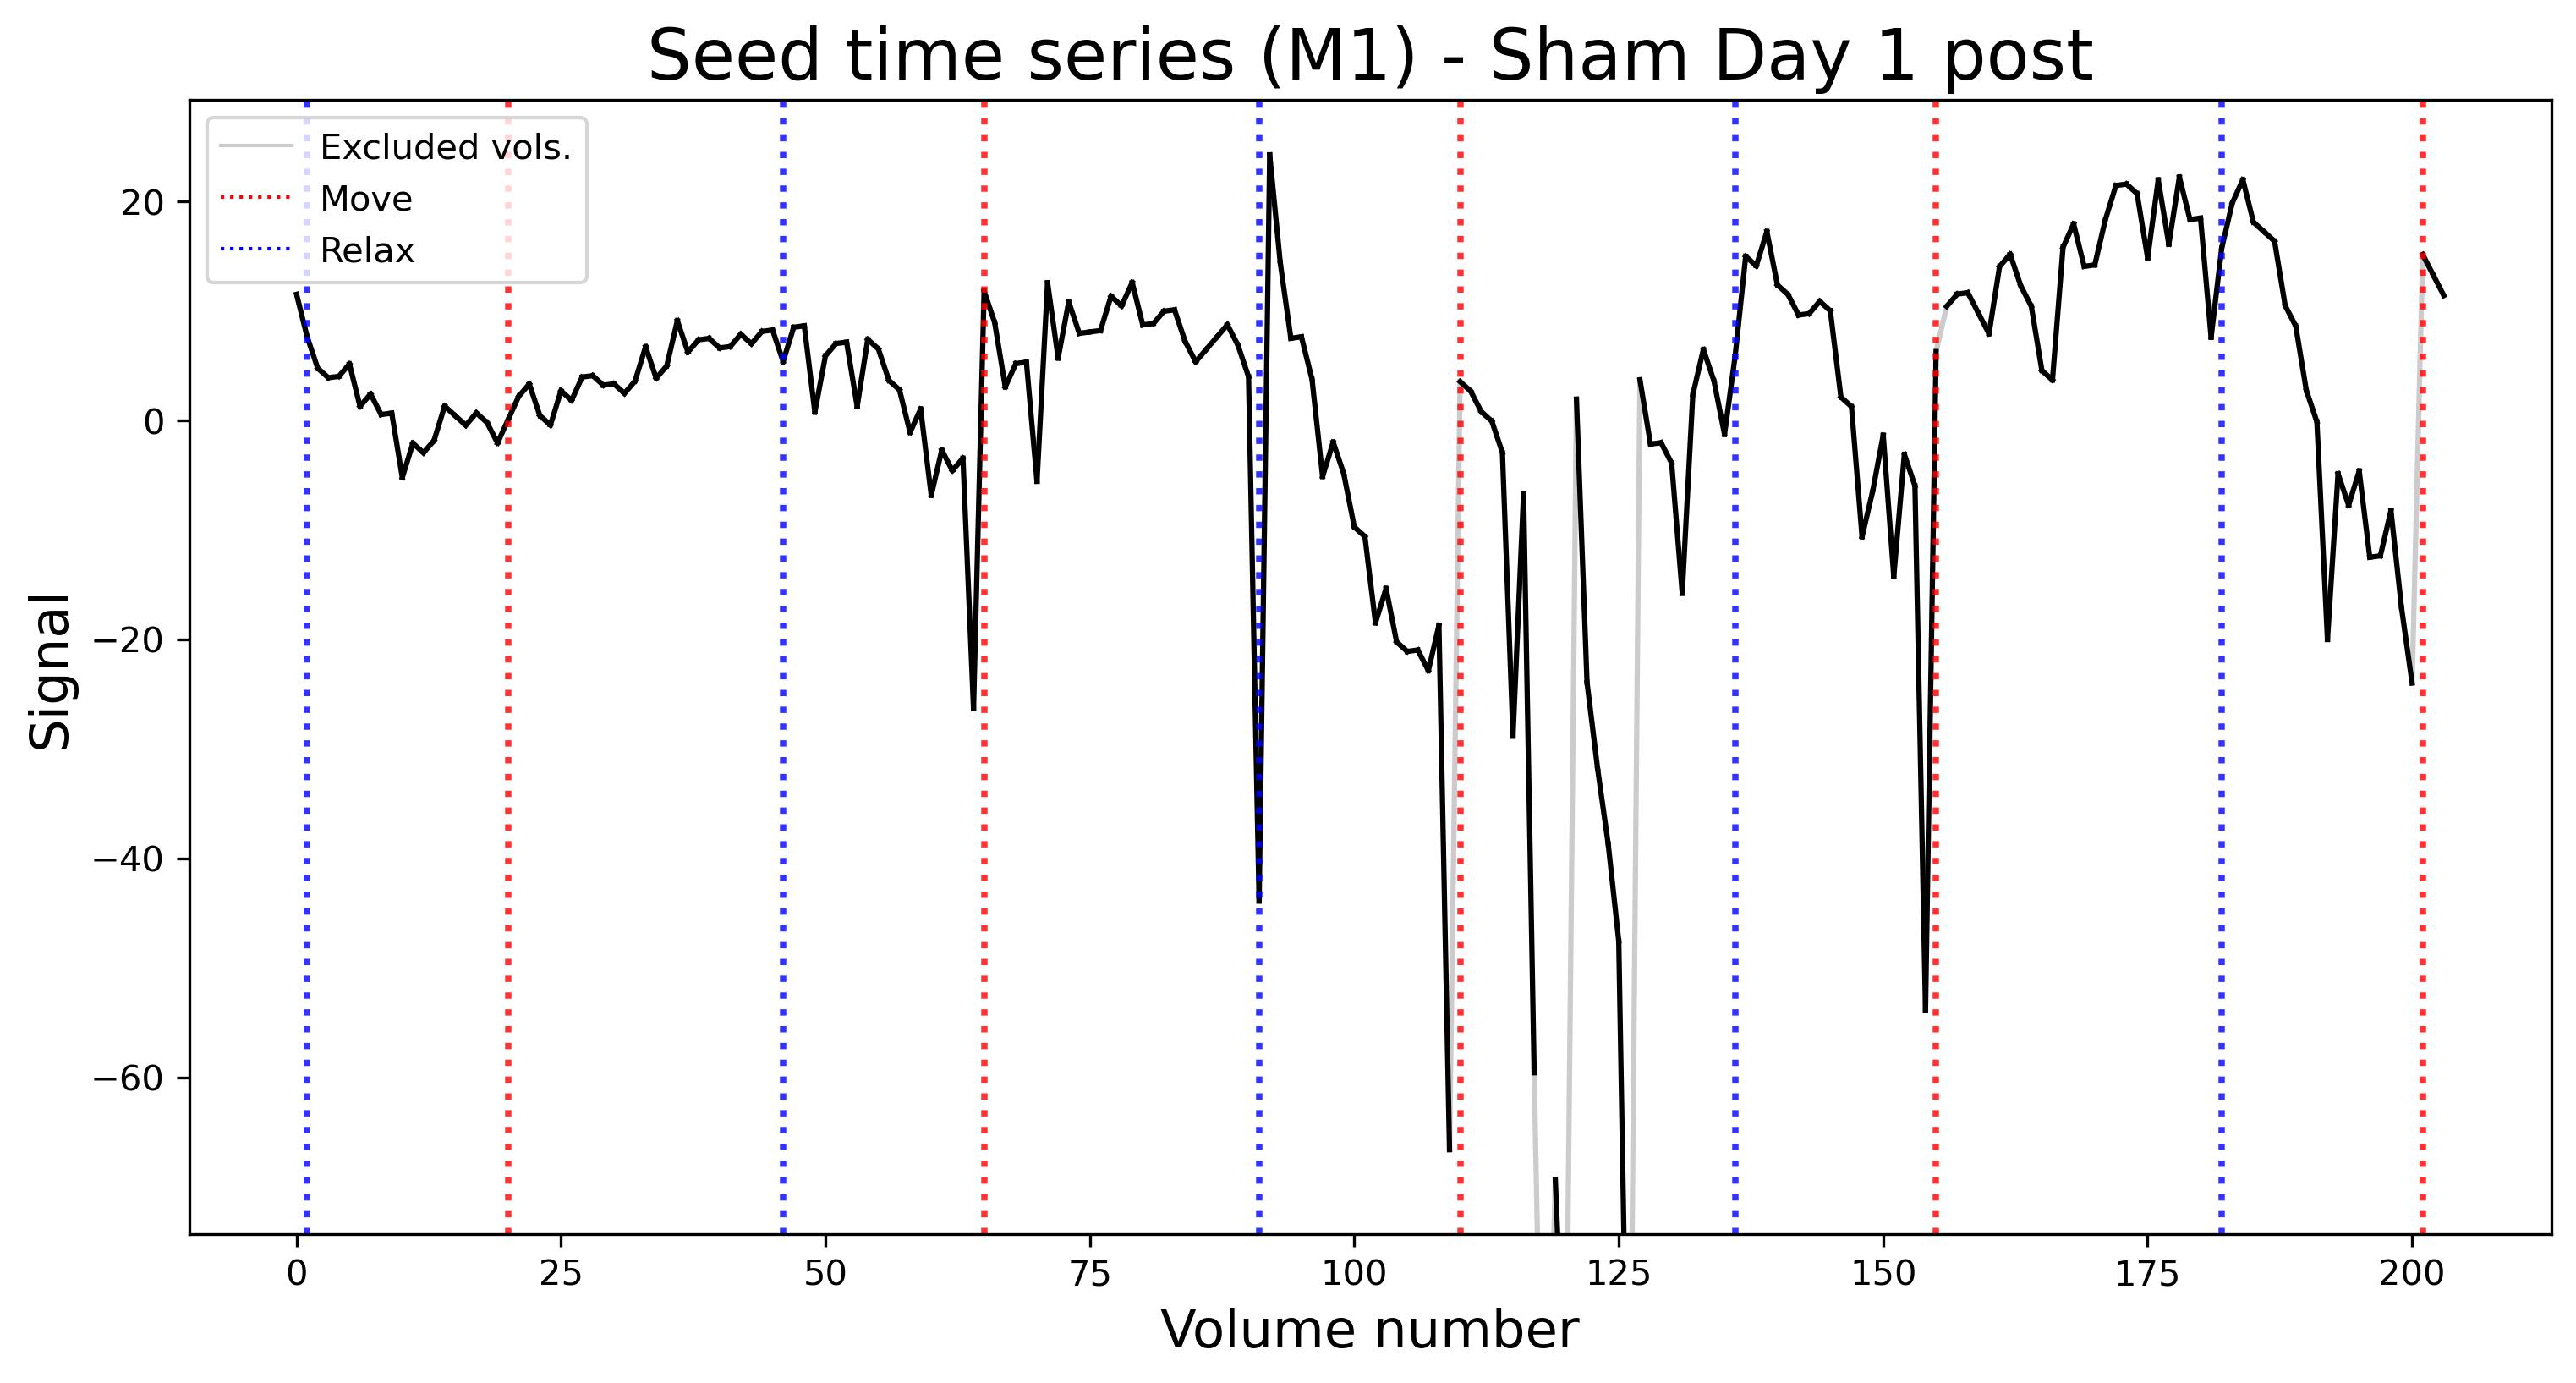 Seed time series (M1) - Sham Day 1 post
Excluded vols.
Move
Relax
Signal
20
0
−20
−40
−60
0 25 50 75 100 125 150 175 200
Volume number